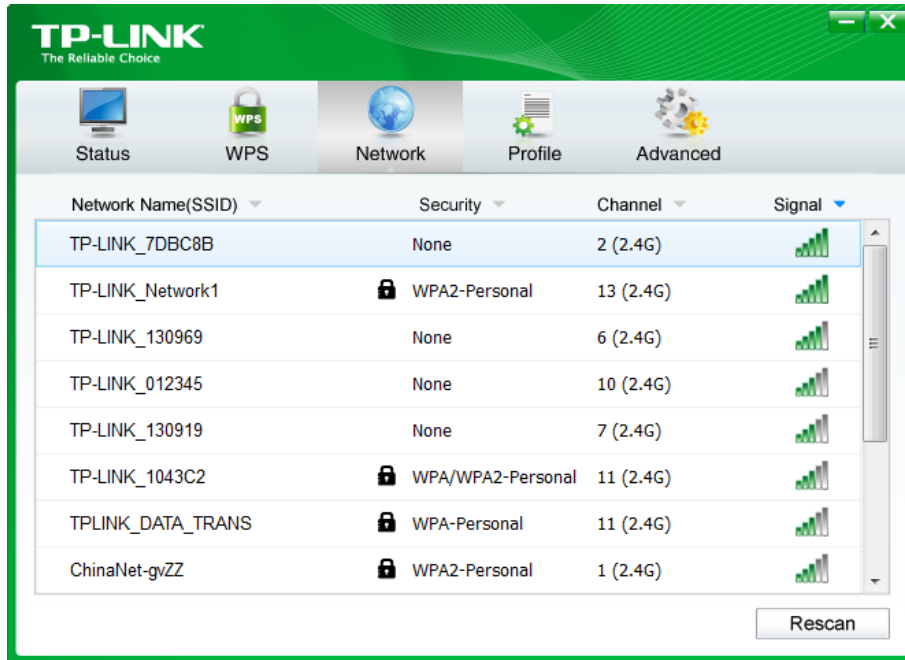 TP-LINK
The Reliable Choice
WPS
Status WPS Network Profile Advanced
Network Name(SSID) Security Channel Signal
TP-LINK_7DBC8B None 2 (2.4G)
TP-LINK_Network1 WPA2-Personal 13 (2.4G)
TP-LINK_130969 None 6 (2.4G)
TP-LINK_012345 None 10 (2.4G)
TP-LINK_130919 None 7 (2.4G)
TP-LINK_1043C2 WPA/WPA2-Personal 11 (2.4G)
TPLINK_DATA_TRANS WPA-Personal 11 (2.4G)
ChinaNet-gvZZ WPA2-Personal 1 (2.4G)
Rescan